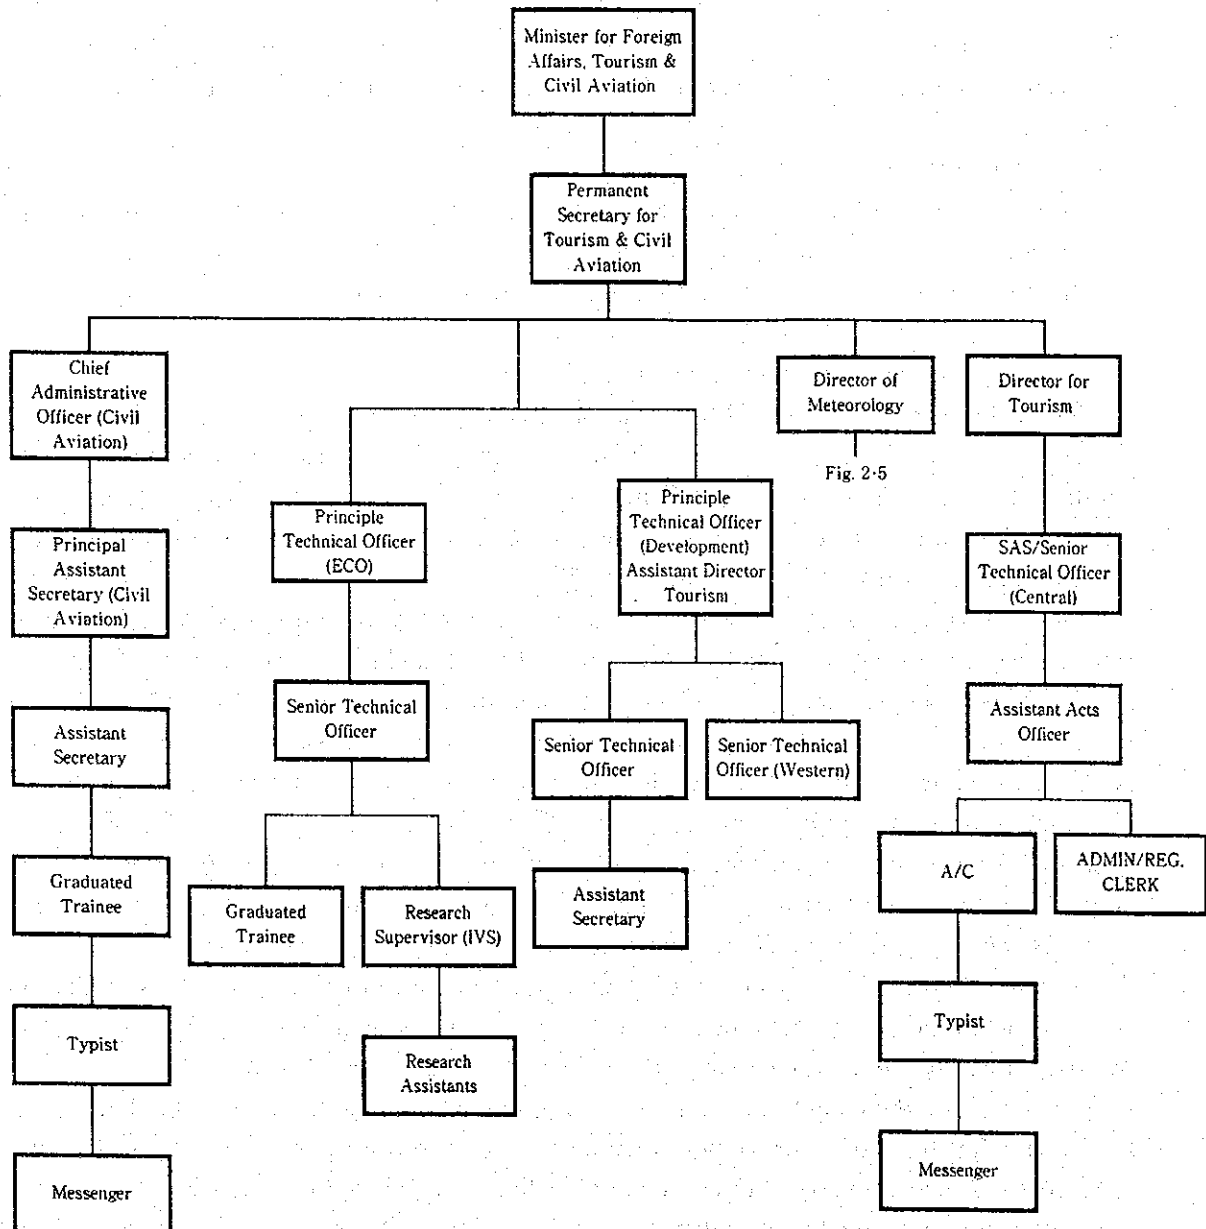 Minister for Foreign
Affairs, Tourism &
Civil Aviation
Permanent
Secretary for
Tourism & Civil
Aviation
Chief
Administrative
Officer (Civil
Aviation)
Director of
Meteorology
Fig. 2·5
Director for
Tourism
Principle
Technical Officer
(ECO)
Principle
Technical Officer
(Development)
Assistant Director
Tourism
Principal
Assistant
Secretary (Civil
Aviation)
SAS/Senior
Technical Officer
(Central)
Assistant
Secretary
Senior Technical
Officer
Senior Technical
Officer
Senior Technical
Officer (Western)
Assistant Acts
Officer
Graduated
Trainee
Graduated
Trainee
Research
Supervisor (IVS)
Assistant
Secretary
A/C
ADMIN/REG.
CLERK
Typist
Research
Assistants
Typist
Messenger
Messenger